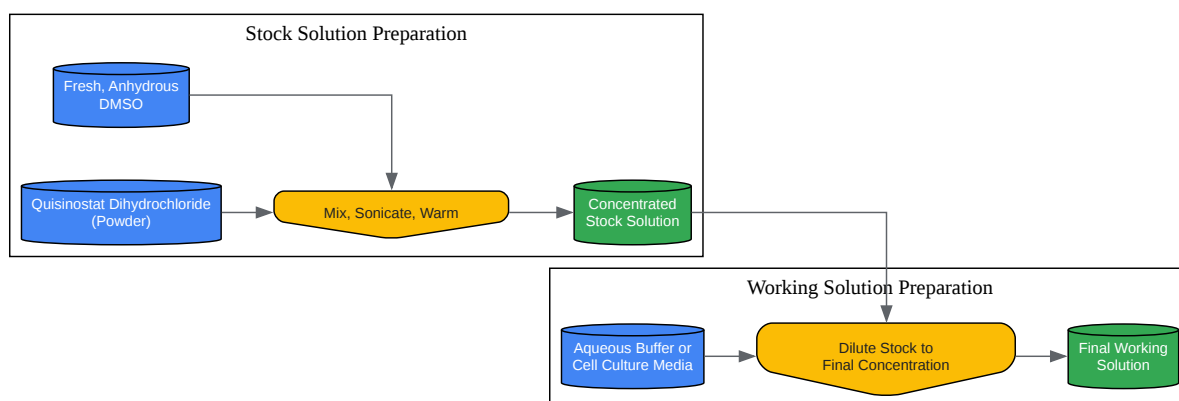 Stock Solution Preparation
Fresh, Anhydrous
DMSO
Quisinostat Dihydrochloride
(Powder)
Mix, Sonicate, Warm
Concentrated
Stock Solution
Working Solution Preparation
Aqueous Buffer or
Cell Culture Media
Dilute Stock to
Final Concentration
Final Working
Solution